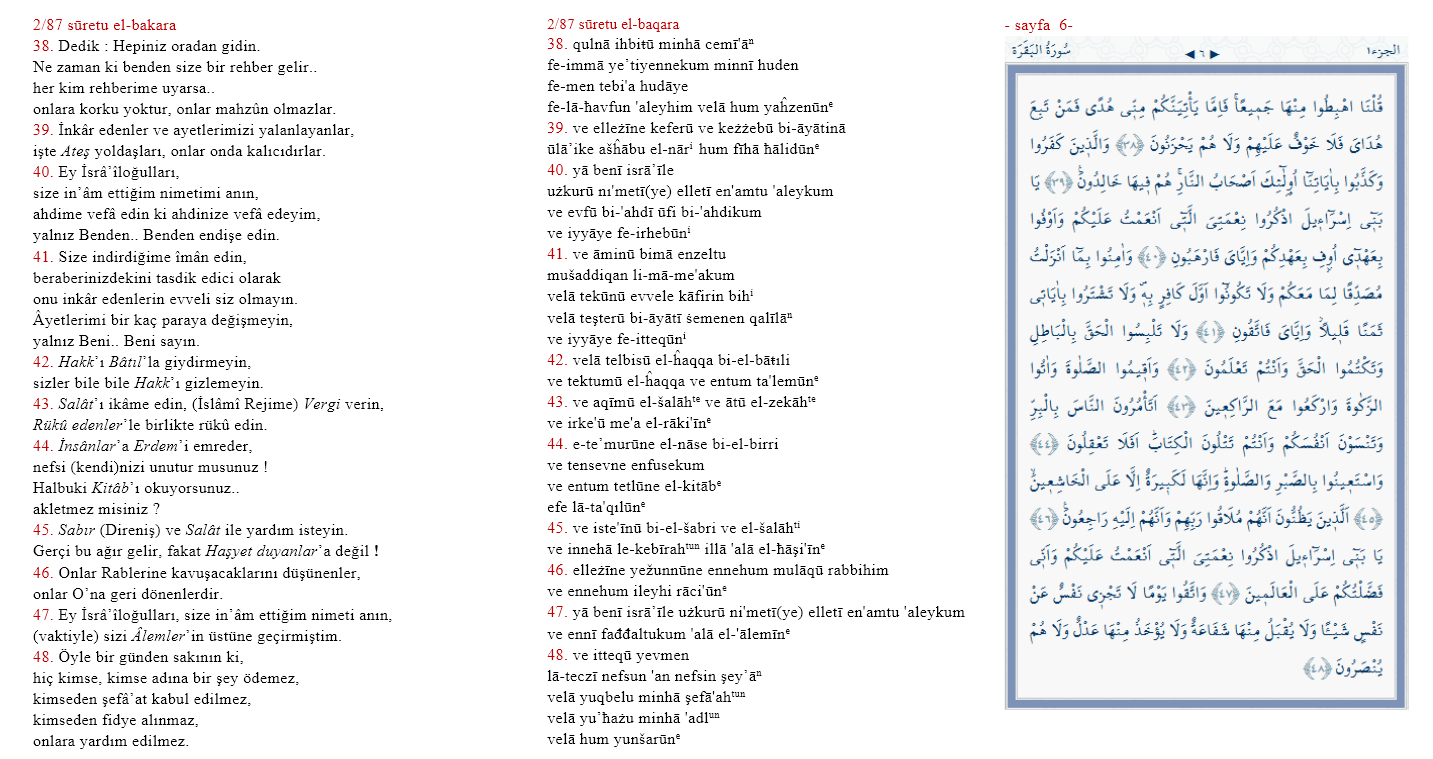 2/87 sūretu el-bakara
38. Dedik : Hepiniz oradan gidin.
Ne zaman ki benden size bir rehber gelir..
her kim rehberime uyarsa..
onlara korku yoktur, onlar mahzûn olmazlar.
39. İnkâr edenler ve ayetlerimizi yalanlayanlar,
işte Ateş yoldaşları, onlar onda kalıcıdırlar.
40. Ey İsrâ’îloğulları,
size in’âm ettiğim nimetimi anın,
ahdime vefâ edin ki ahdinize vefâ edeyim,
yalnız Benden.. Benden endişe edin.
41. Size indirdiğime îmân edin,
beraberinizdekini tasdik edici olarak
onu inkâr edenlerin evveli siz olmayın.
Âyetlerimi bir kaç paraya değişmeyin,
yalnız Beni.. Beni sayın.
42. Hakk’ı Bâtıl’la giydirmeyin,
sizler bile bile Hakk’ı gizlemeyin.
43. Salât’ı ikâme edin, (İslâmî Rejime) Vergi verin,
Rükû edenler’le birlikte rükû edin.
44. İnsânlar’a Erdem’i emreder,
nefsi (kendi)nizi unutur musunuz !
Halbuki Kitâb’ı okuyorsunuz..
akletmez misiniz ?
45. Sabır (Direniş) ve Salât ile yardım isteyin.
Gerçi bu ağır gelir, fakat Haşyet duyanlar’a değil !
46. Onlar Rablerine kavuşacaklarını düşünenler,
onlar O’na geri dönenlerdir.
47. Ey İsrâ’îloğulları, size in’âm ettiğim nimeti anın,
(vaktiyle) sizi Âlemler’in üstüne geçirmiştim.
48. Öyle bir günden sakının ki,
hiç kimse, kimse adına bir şey ödemez,
kimseden şefâ’at kabul edilmez,
kimseden fidye alınmaz,
onlara yardım edilmez.
2/87 sūretu el-baqara
38. qulnā ihbiŧū minhā cemī'āⁿ
fe-immā ye’tiyennekum minnī huden
fe-men tebi'a hudāye
fe-lā-ħavfun 'aleyhim velā hum yaĥzenūnᵉ
39. ve elleżīne keferū ve keżżebū bi-āyātinā
ūlā’ike ašĥābu el-nārⁱ hum fīhā ħālidūnᵉ
40. yā benī isrā’īle
użkurū nı'metī(ye) elletī en'amtu 'aleykum
ve evfū bi-'ahdī ūfi bi-'ahdikum
ve iyyāye fe-irhebūnⁱ
41. ve āminū bimā enzeltu
mušaddiqan li-mā-me'akum
velā tekūnū evvele kāfirin bihⁱ
velā teşterū bi-āyātī ŝemenen qalīlāⁿ
ve iyyāye fe-itteqūnⁱ
42. velā telbisū el-ĥaqqa bi-el-bāŧıli
ve tektumū el-ĥaqqa ve entum ta'lemūnᵉ
43. ve aqīmū el-šalāhᵗᵉ ve ātū el-zekāhᵗᵉ
ve irke'ū me'a el-rāki'īnᵉ
44. e-te’murūne el-nāse bi-el-birri
ve tensevne enfusekum
ve entum tetlūne el-kitābᵉ
efe lā-ta'qılūnᵉ
45. ve iste'īnū bi-el-šabri ve el-šalāhᵗⁱ
ve innehā le-kebīrahᵗᵘⁿ illā 'alā el-ħāşi'īnᵉ
46. elleżīne yežunnūne ennehum mulāqū rabbihim
ve ennehum ileyhi rāci'ūnᵉ
47. yā benī isrā’īle użkurū ni'metī(ye) elletī en'amtu 'aleykum
ve ennī fađđaltukum 'alā el-'ālemīnᵉ
48. ve itteqū yevmen
lā-teczī nefsun 'an nefsin şey’āⁿ
velā yuqbelu minhā şefā'ahᵗᵘⁿ
velā yu’ħażu minhā 'adlᵘⁿ
velā hum yunšarūnᵉ
- sayfa 6-
الجزء١ ◀ ٦ ▶ سُورَةُ البَقَرَة
قُلْنَا اهْبِطُوا مِنْهَا جَمٖيعًاۚ فَاِمَّا يَأْتِيَنَّكُمْ مِنّٖى هُدًى فَمَنْ تَبِعَ
هُدَاىَ فَلَا خَوْفٌ عَلَيْهِمْ وَلَا هُمْ يَحْزَنُونَ ﴿٣٨﴾ وَالَّذٖينَ كَفَرُوا
وَكَذَّبُوا بِاٰيَاتِنَٓا اُولٰٓئِكَ اَصْحَابُ النَّارِۚ هُمْ فٖيهَا خَالِدُونَۚ ﴿٣٩﴾ يَا
بَنٖٓى اِسْرَٓاءٖيلَ اذْكُرُوا نِعْمَتِىَ الَّتٖٓى اَنْعَمْتُ عَلَيْكُمْ وَاَوْفُوا
بِعَهْدٖٓى اُوفِ بِعَهْدِكُمْ وَاِيَّاىَ فَارْهَبُونِ ﴿٤٠﴾ وَاٰمِنُوا بِمَٓا اَنْزَلْتُ
مُصَدِّقًا لِمَا مَعَكُمْ وَلَا تَكُونُٓوا اَوَّلَ كَافِرٍ بِهٖۖ وَلَا تَشْتَرُوا بِاٰيَاتٖى
ثَمَنًا قَلٖيلًاۘ وَاِيَّاىَ فَاتَّقُونِ ﴿٤١﴾ وَلَا تَلْبِسُوا الْحَقَّ بِالْبَاطِلِ
وَتَكْتُمُوا الْحَقَّ وَاَنْتُمْ تَعْلَمُونَ ﴿٤٢﴾ وَاَقٖيمُوا الصَّلٰوةَ وَاٰتُوا
الزَّكٰوةَ وَارْكَعُوا مَعَ الرَّاكِعٖينَ ﴿٤٣﴾ اَتَأْمُرُونَ النَّاسَ بِالْبِرِّ
وَتَنْسَوْنَ اَنْفُسَكُمْ وَاَنْتُمْ تَتْلُونَ الْكِتَابَؕ اَفَلَا تَعْقِلُونَ ﴿٤٤﴾
وَاسْتَعٖينُوا بِالصَّبْرِ وَالصَّلٰوةِؕ وَاِنَّهَا لَكَبٖيرَةٌ اِلَّا عَلَى الْخَاشِعٖينَۙ
﴿٤٥﴾ اَلَّذٖينَ يَظُنُّونَ اَنَّهُمْ مُلَاقُوا رَبِّهِمْ وَاَنَّهُمْ اِلَيْهِ رَاجِعُونَۚ ﴿٤٦﴾
يَا بَنٖٓى اِسْرَٓاءٖيلَ اذْكُرُوا نِعْمَتِىَ الَّتٖٓى اَنْعَمْتُ عَلَيْكُمْ وَاَنّٖى
فَضَّلْتُكُمْ عَلَى الْعَالَمٖينَ ﴿٤٧﴾ وَاتَّقُوا يَوْمًا لَا تَجْزٖى نَفْسٌ عَنْ
نَفْسٍ شَيْـًٔا وَلَا يُقْبَلُ مِنْهَا شَفَاعَةٌ وَلَا يُؤْخَذُ مِنْهَا عَدْلٌ وَلَا هُمْ
يُنْصَرُونَ ﴿٤٨﴾